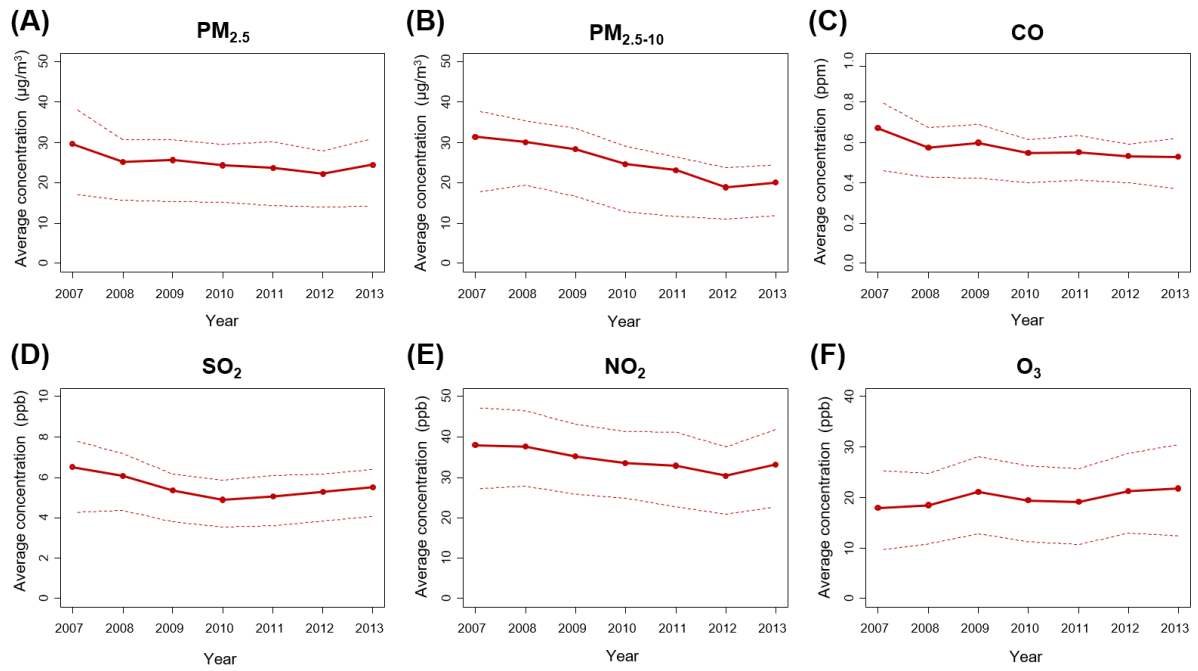 (A)
PM2.5
Average concentration (μg/m3)
0 10 20 30 40 50
2007 2008 2009 2010 2011 2012 2013
Year
(B)
PM2.5-10
Average concentration (μg/m3)
0 10 20 30 40 50
2007 2008 2009 2010 2011 2012 2013
Year
(C)
CO
Average concentration (ppm)
0.0 0.2 0.4 0.6 0.8 1.0
2007 2008 2009 2010 2011 2012 2013
Year
(D)
SO2
Average concentration (ppb)
0 2 4 6 8 10
2007 2008 2009 2010 2011 2012 2013
Year
(E)
NO2
Average concentration (ppb)
0 10 20 30 40 50
2007 2008 2009 2010 2011 2012 2013
Year
(F)
O3
Average concentration (ppb)
0 10 20 30 40
2007 2008 2009 2010 2011 2012 2013
Year